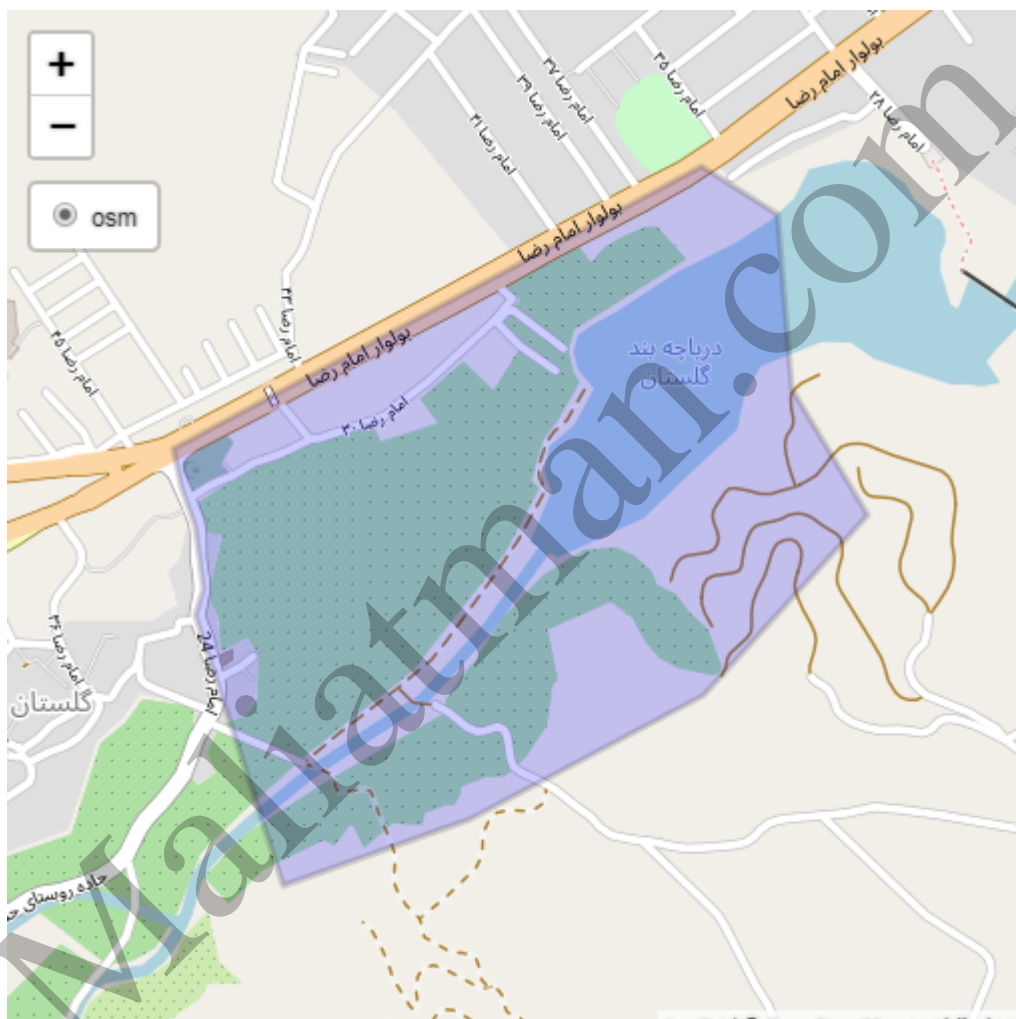 +
−
osm
بولوار امام رضا
امام رضا ۳۵
امام رضا ۳۷
امام رضا ۳۹
امام رضا ۴۱
امام رضا ۲۸
بولوار امام رضا
امام رضا ۴۳
بولوار امام رضا
امام رضا ۴۵
امام رضا ۳۰
دریاچه بند
گلستان
امام رضا ۳۶
امام رضا 24
گلستان
جاده روستای
Maliatman.com